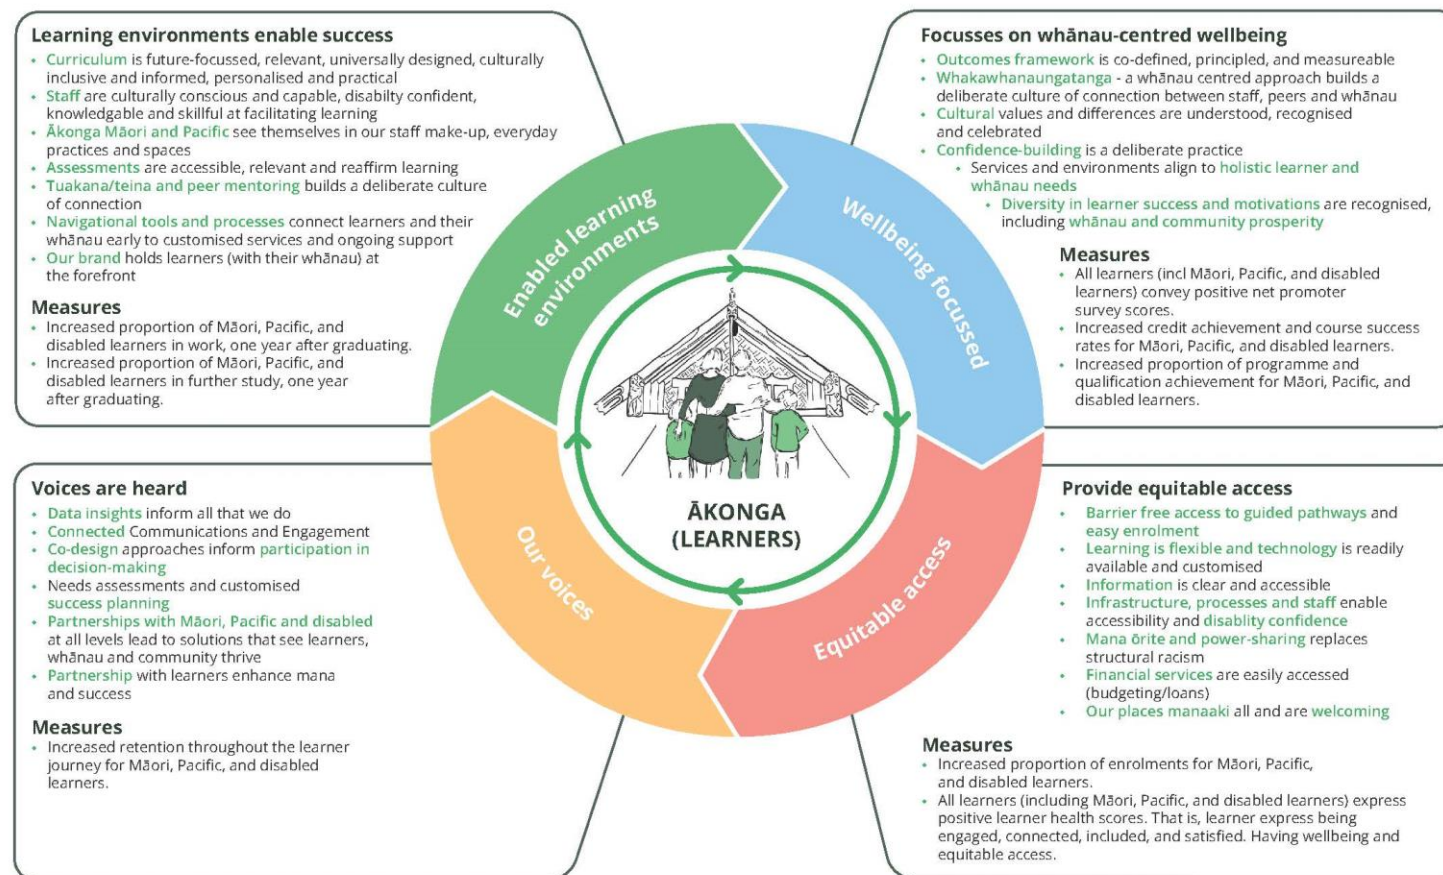 Learning environments enable success
• Curriculum is future-focussed, relevant, universally designed, culturally
inclusive and informed, personalised and practical
• Staff are culturally conscious and capable, disabilty confident,
knowledgable and skillful at facilitating learning
• Ākonga Māori and Pacific see themselves in our staff make-up, everyday
practices and spaces
• Assessments are accessible, relevant and reaffirm learning
• Tuakana/teina and peer mentoring builds a deliberate culture
of connection
• Navigational tools and processes connect learners and their
whānau early to customised services and ongoing support
• Our brand holds learners (with their whānau) at
the forefront
Measures
• Increased proportion of Māori, Pacific, and
disabled learners in work, one year after graduating.
• Increased proportion of Māori, Pacific, and
disabled learners in further study, one year
after graduating.
Focusses on whānau-centred wellbeing
• Outcomes framework is co-defined, principled, and measureable
• Whakawhanaungatanga - a whānau centred approach builds a
deliberate culture of connection between staff, peers and whānau
• Cultural values and differences are understood, recognised
and celebrated
• Confidence-building is a deliberate practice
• Services and environments align to holistic learner and
whānau needs
• Diversity in learner success and motivations are recognised,
including whānau and community prosperity
Measures
• All learners (incl Māori, Pacific, and disabled
learners) convey positive net promoter
survey scores.
• Increased credit achievement and course success
rates for Māori, Pacific, and disabled learners.
• Increased proportion of programme and
qualification achievement for Māori, Pacific, and
disabled learners.
Enabled learning
environments
Wellbeing focussed
Equitable access
Our voices
ĀKONGA
(LEARNERS)
Voices are heard
• Data insights inform all that we do
• Connected Communications and Engagement
• Co-design approaches inform participation in
decision-making
• Needs assessments and customised
success planning
• Partnerships with Māori, Pacific and disabled
at all levels lead to solutions that see learners,
whānau and community thrive
• Partnership with learners enhance mana
and success
Measures
• Increased retention throughout the learner
journey for Māori, Pacific, and disabled
learners.
Provide equitable access
• Barrier free access to guided pathways and
easy enrolment
• Learning is flexible and technology is readily
available and customised
• Information is clear and accessible
• Infrastructure, processes and staff enable
accessibility and disablity confidence
• Mana ōrite and power-sharing replaces
structural racism
• Financial services are easily accessed
(budgeting/loans)
• Our places manaaki all and are welcoming
Measures
• Increased proportion of enrolments for Māori, Pacific,
and disabled learners.
• All learners (including Māori, Pacific, and disabled learners) express
positive learner health scores. That is, learner express being
engaged, connected, included, and satisfied. Having wellbeing and
equitable access.